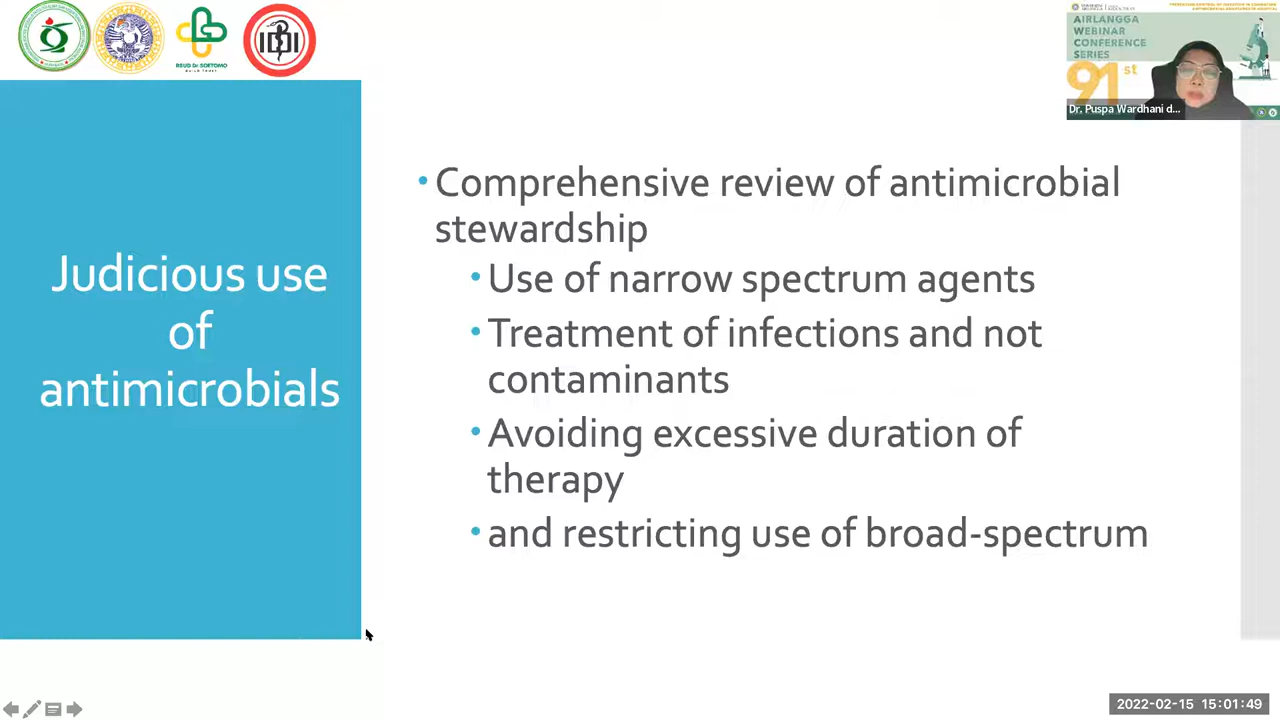 RSUD Dr SOETOMO
AIRLANGGA
WEBINAR
CONFERENCE
SERIES
91st
Dr, Puspa Wardhani d...
Judicious use
of
antimicrobials
• Comprehensive review of antimicrobial
stewardship
• Use of narrow spectrum agents
• Treatment of infections and not
contaminants
• Avoiding excessive duration of
therapy
• and restricting use of broad-spectrum
2022-02-15 15:01:49